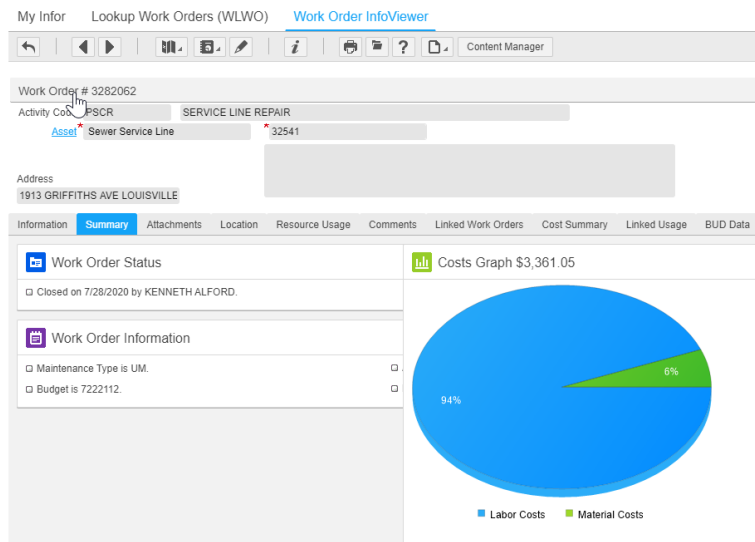 My Infor Lookup Work Orders (WLWO) Work Order InfoViewer
Content Manager
Work Order # 3282062
Activity PSCR SERVICE LINE REPAIR
Asset * Sewer Service Line * 32541
Address
1913 GRIFFITHS AVE LOUISVILLE
Information Summary Attachments Location Resource Usage Comments Linked Work Orders Cost Summary Linked Usage BUD Data
Work Order Status
Closed on 7/28/2020 by KENNETH ALFORD.
Work Order Information
Maintenance Type is UM.
Budget is 7222112.
Costs Graph $3,361.05
6%
94%
Labor Costs Material Costs